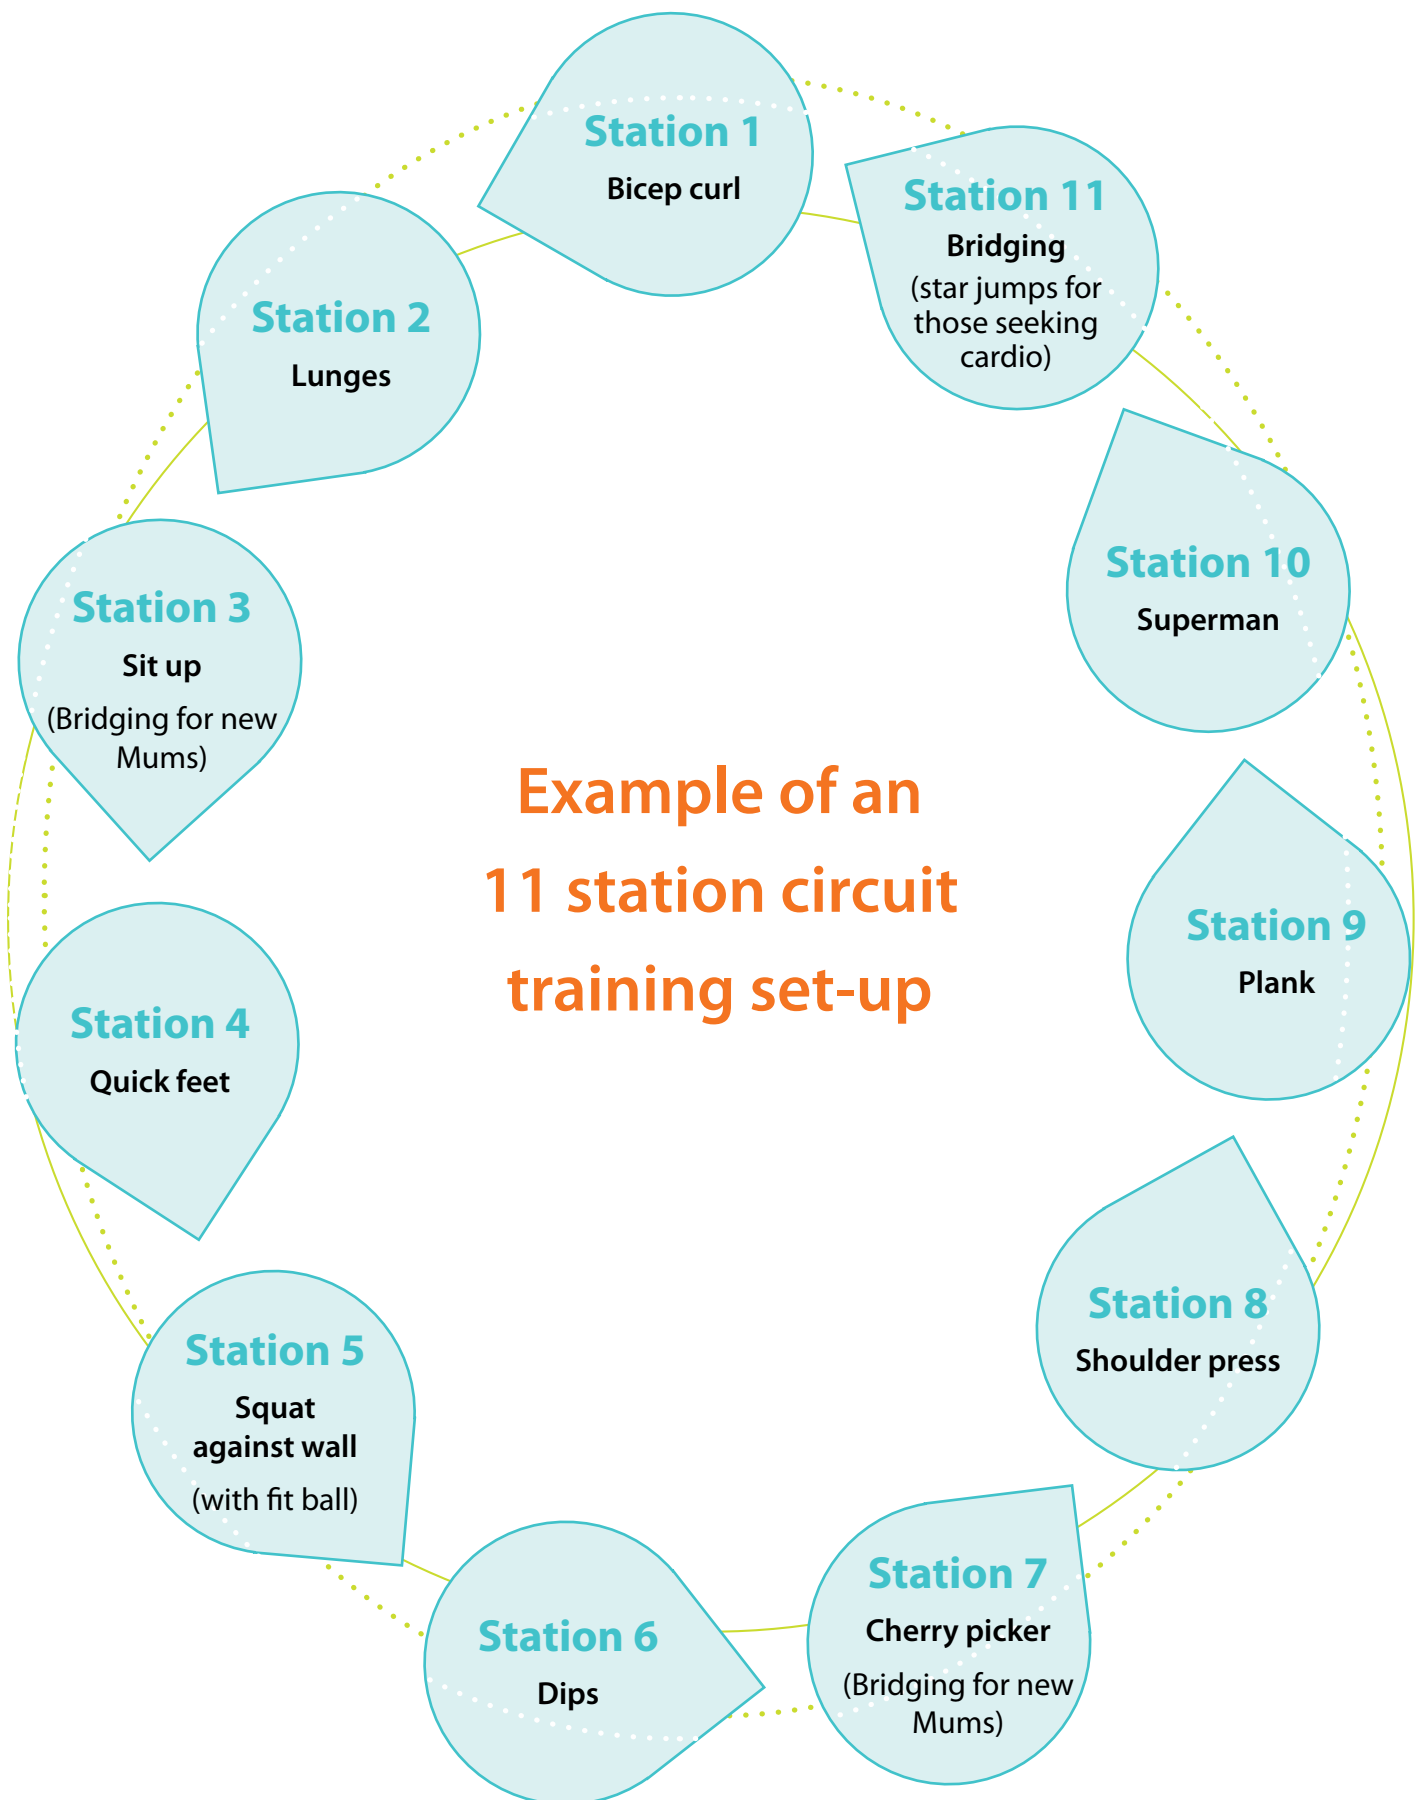 Station 1
Bicep curl
Station 2
Lunges
Station 3
Sit up
(Bridging for new
Mums)
Station 4
Quick feet
Station 5
Squat
against wall
(with fit ball)
Station 6
Dips
Station 7
Cherry picker
(Bridging for new
Mums)
Station 8
Shoulder press
Station 9
Plank
Station 10
Superman
Station 11
Bridging
(star jumps for
those seeking
cardio)
Example of an
11 station circuit
training set-up